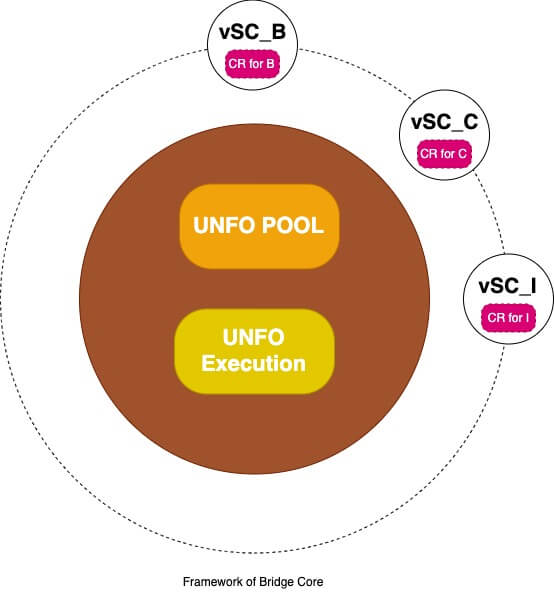 vSC_B
CR for B
vSC_C
CR for C
vSC_I
CR for I
UNFO POOL
UNFO
Execution
Framework of Bridge Core